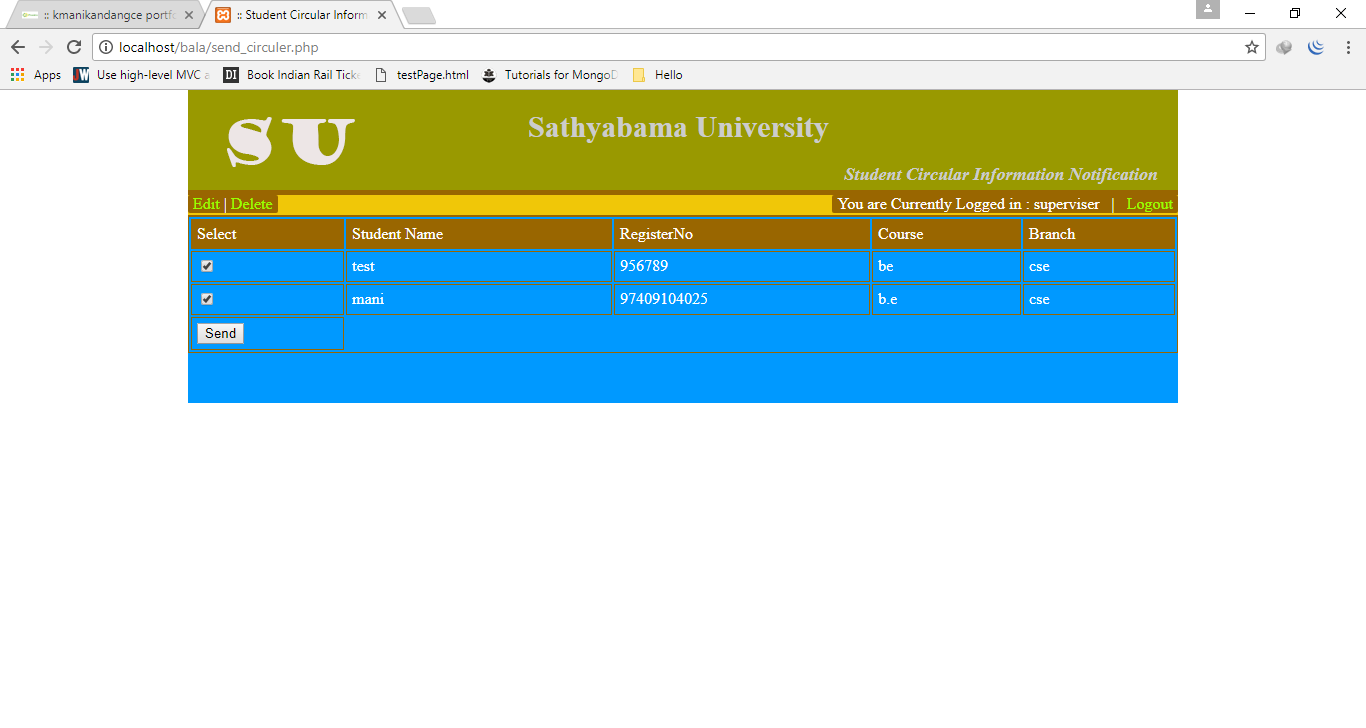 :: kmanikandangce portfo
:: Student Circular Inform
localhost/bala/send_circuler.php
Apps
Use high-level MVC a
Book Indian Rail Ticke
testPage.html
Tutorials for MongoD
Hello
SU
Sathyabama University
Student Circular Information Notification
Edit | Delete
You are Currently Logged in : superviser | Logout
Select Student Name RegisterNo Course Branch
test 956789 be cse
mani 97409104025 b.e cse
Send